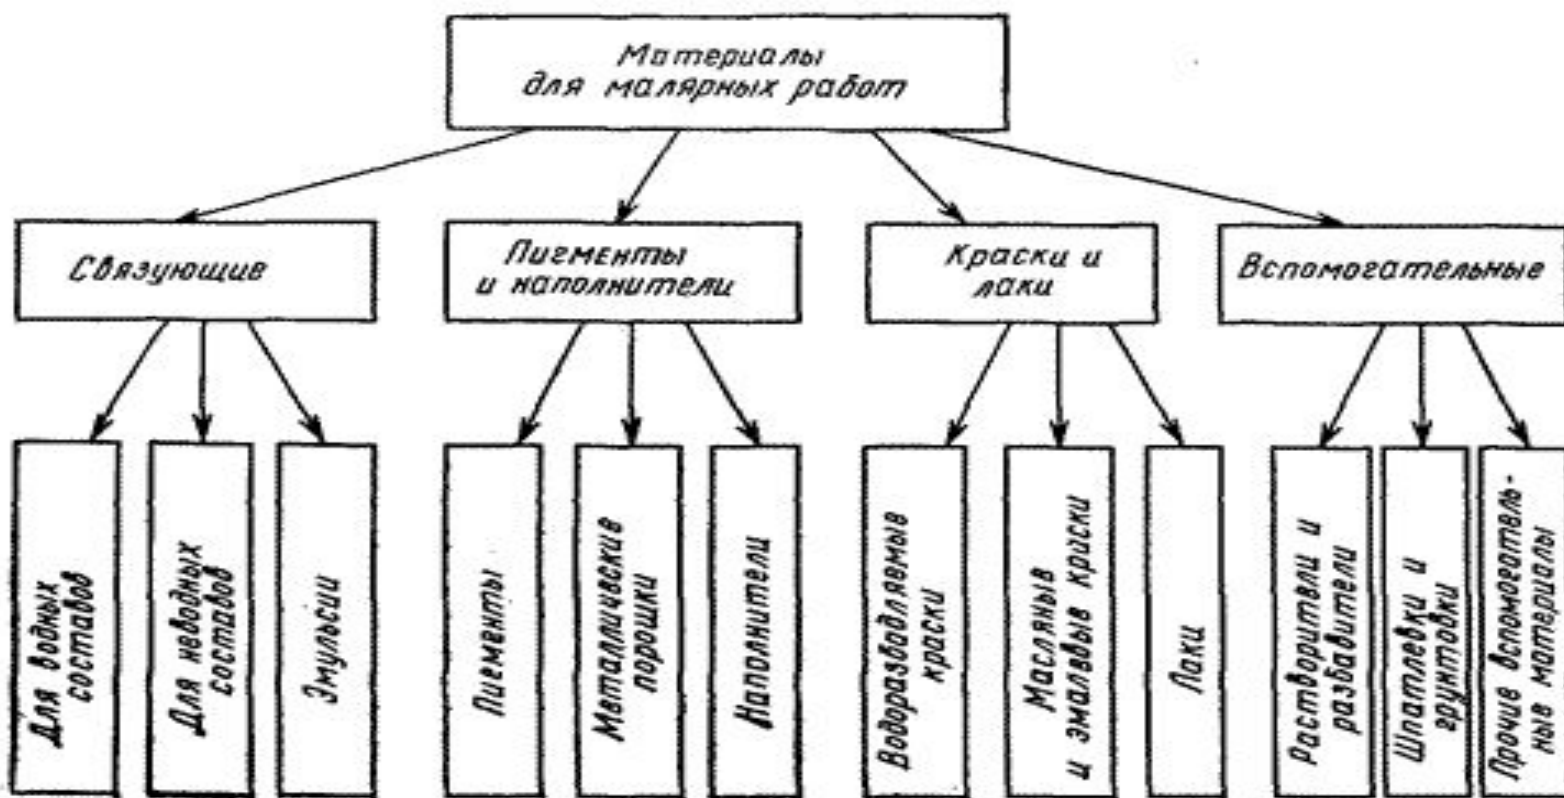 Материалы
для малярных работ
Связующие
Пигменты
и наполнители
Краски и
лаки
Вспомогательные
Для водных
составов
Для неводных
составов
Эмульсии
Пигменты
Металлические
порошки
Наполнители
Водоразбавляемые
краски
Масляные
и эмалевые краски
Лаки
Растворители и
разбавители
Шпатлевки и
грунтовки
Прочие вспомогатель-
ные материалы